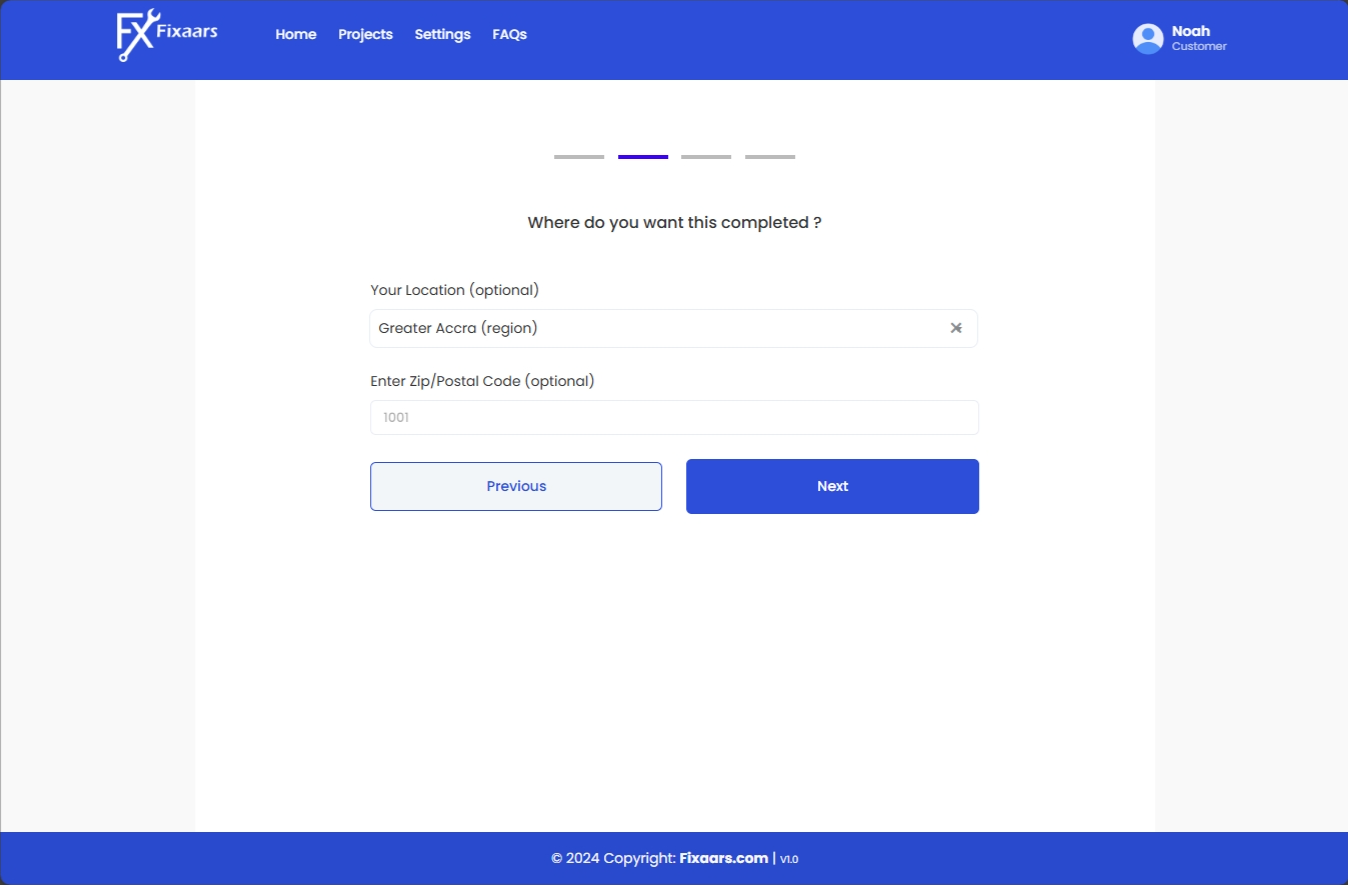 FX Fixaars
Home Projects Settings FAQs
Noah
Customer
Where do you want this completed ?
Your Location (optional)
Greater Accra (region)
Enter Zip/Postal Code (optional)
1001
Previous Next
© 2024 Copyright: Fixaars.com | V1.0